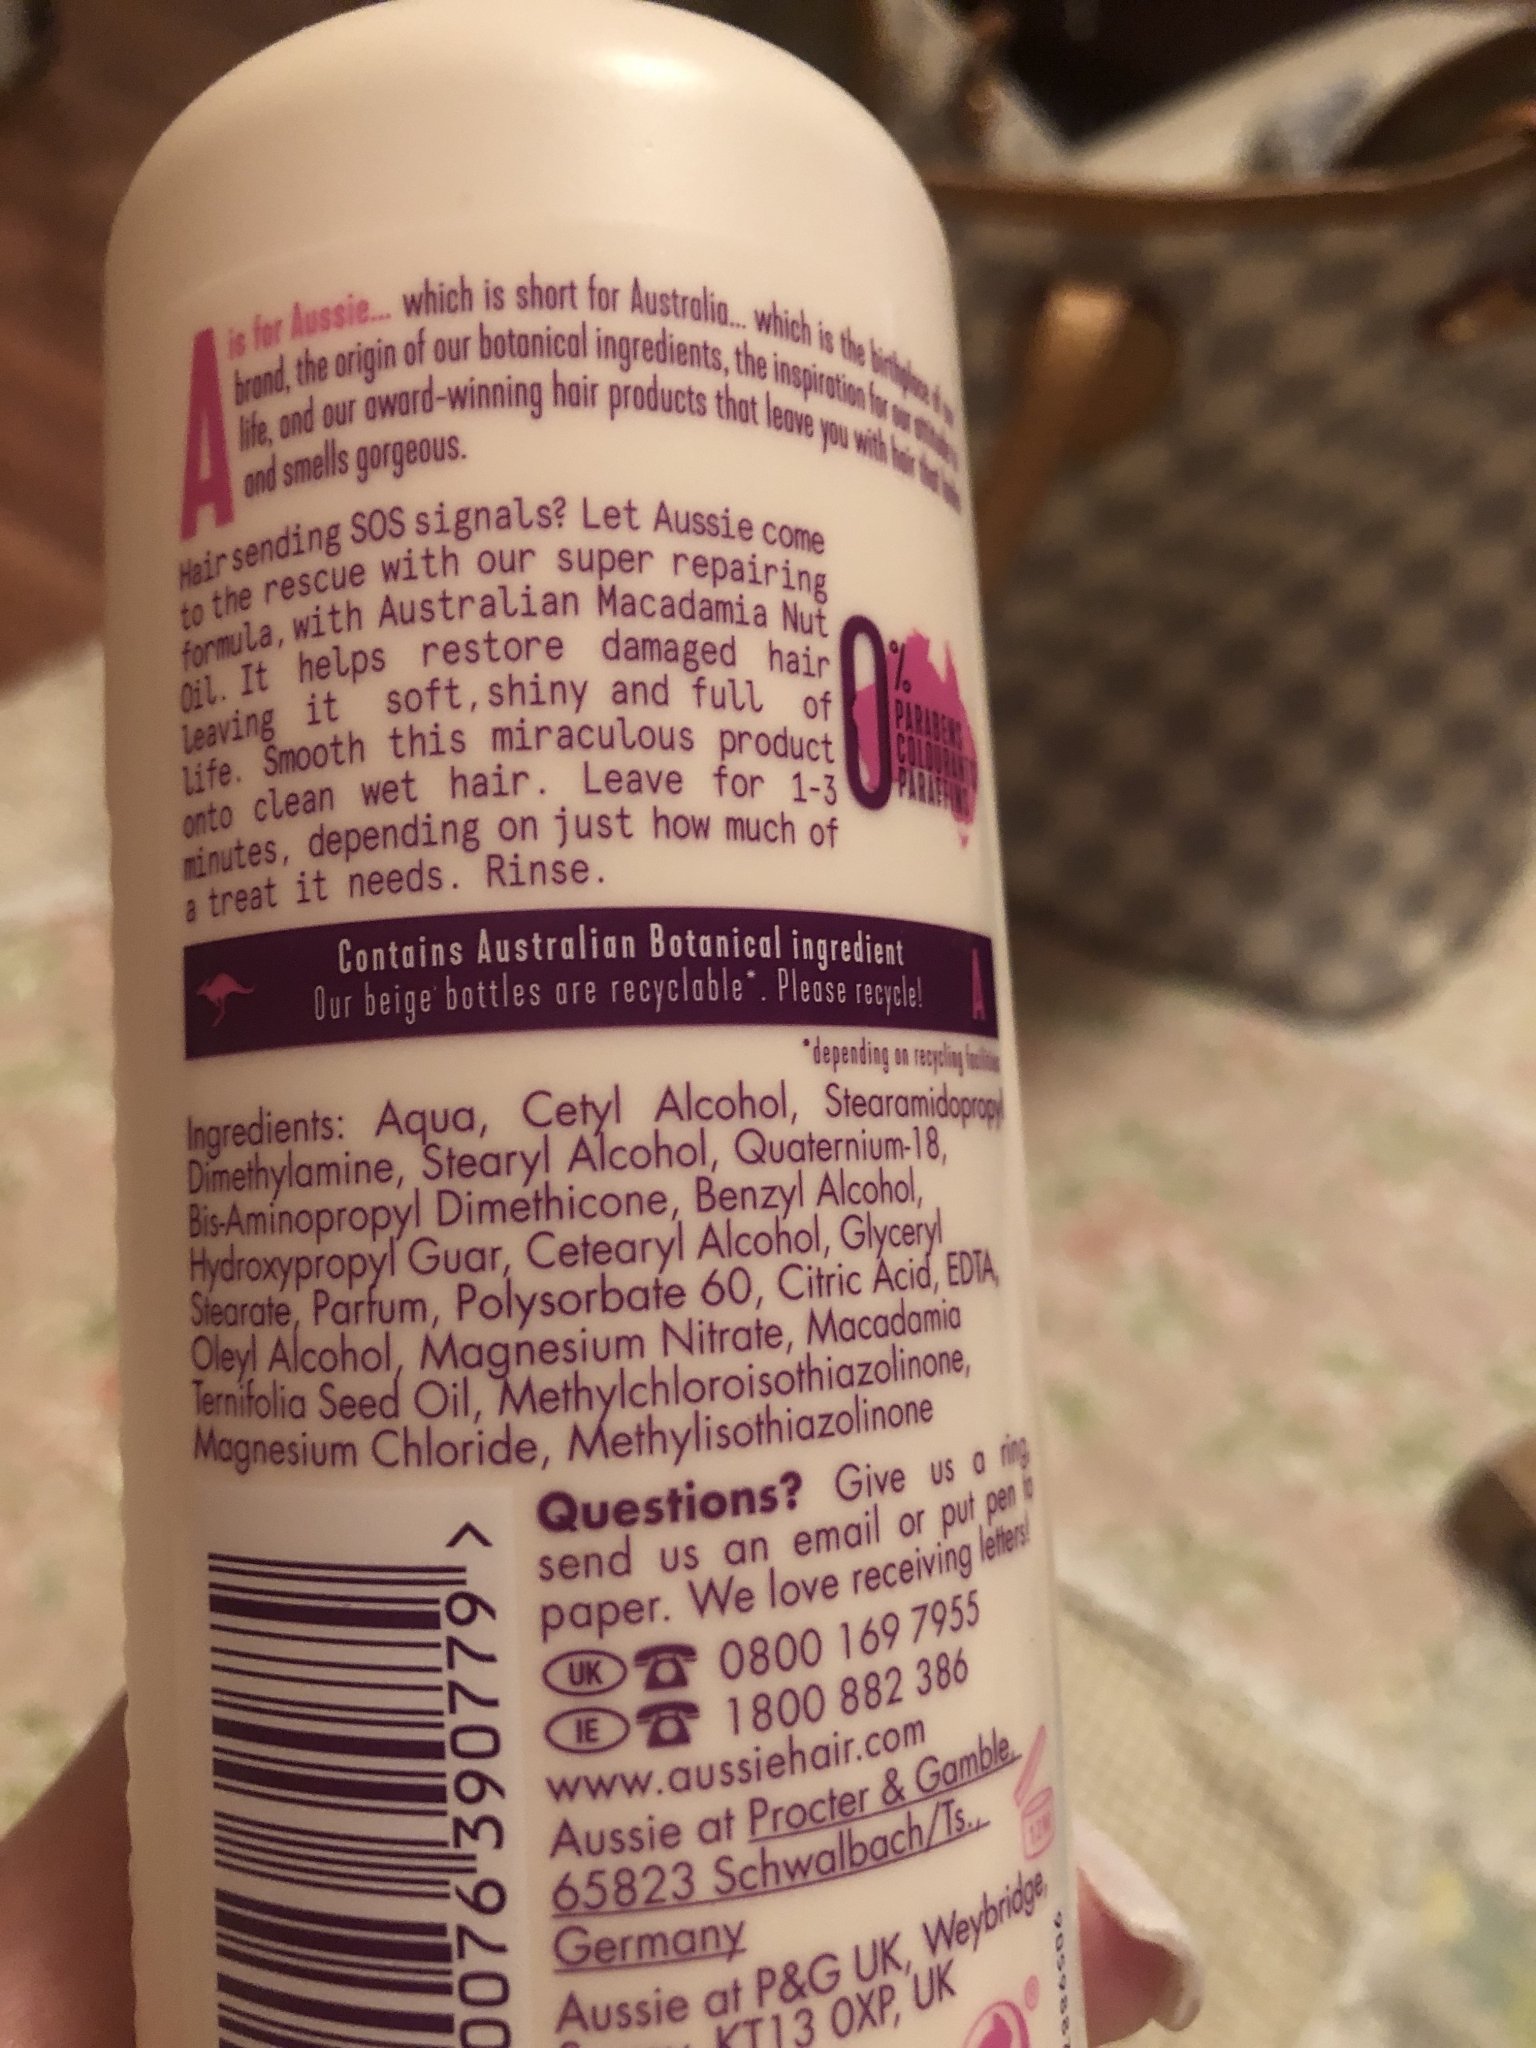 A is for Aussie... which is short for Australia... which is the birthplace of our
brand, the origin of our botanical ingredients, the inspiration for our attitude to
life, and our award-winning hair products that leave you with hair that looks
and smells gorgeous.
Hair sending SOS signals? Let Aussie come
to the rescue with our super repairing
formula, with Australian Macadamia Nut
Oil. It helps restore damaged hair
leaving it soft, shiny and full of
life. Smooth this miraculous product
onto clean wet hair. Leave for 1-3
minutes, depending on just how much of
a treat it needs. Rinse.
0%
PARABENS
COLOURANTS
PARAFFINS
Contains Australian Botanical ingredient
Our beige bottles are recyclable*. Please recycle!
A
*depending on recycling facilities
Ingredients: Aqua, Cetyl Alcohol, Stearamidopropyl
Dimethylamine, Stearyl Alcohol, Quaternium-18,
Bis-Aminopropyl Dimethicone, Benzyl Alcohol,
Hydroxypropyl Guar, Cetearyl Alcohol, Glyceryl
Stearate, Parfum, Polysorbate 60, Citric Acid, EDTA,
Oleyl Alcohol, Magnesium Nitrate, Macadamia
Ternifolia Seed Oil, Methylchloroisothiazolinone,
Magnesium Chloride, Methylisothiazolinone
Questions? Give us a ring,
send us an email or put pen to
paper. We love receiving letters!
UK 0800 169 7955
IE 1800 882 386
www.aussiehair.com
Aussie at Procter & Gamble,
65823 Schwalbach/Ts.,
Germany
Aussie at P&G UK, Weybridge,
KT13 0XP, UK
12M
0076 390779 >